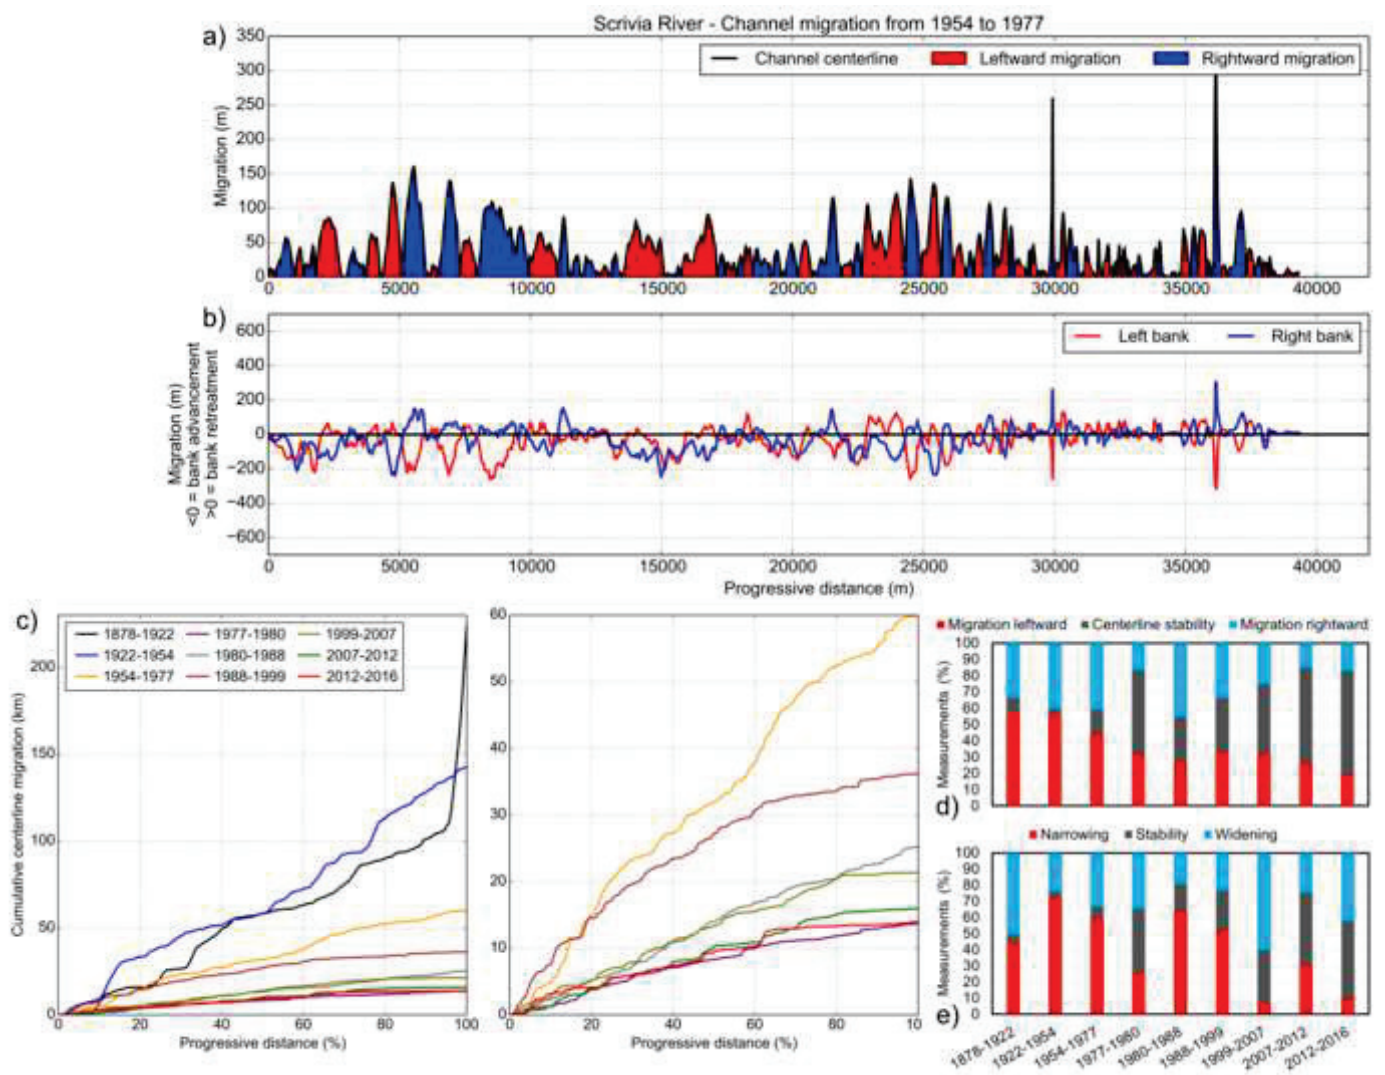 Scrivia River - Channel migration from 1954 to 1977
a)
350
300
250
200
150
100
50
0
Migration (m)
Channel centerline
Leftward migration
Rightward migration
0 5000 10000 15000 20000 25000 30000 35000 40000
b)
600
400
200
0
−200
−400
−600
Migration (m)
<0 = bank advancement
>0 = bank retreatment
Left bank
Right bank
0 5000 10000 15000 20000 25000 30000 35000 40000
Progressive distance (m)
c)
1878-1922 1977-1980 1999-2007
1922-1954 1980-1988 2007-2012
1954-1977 1988-1999 2012-2016
200
150
100
50
0
Cumulative centerline migration (km)
0 20 40 60 80 100
Progressive distance (%)
60
50
40
30
20
10
0
0 20 40 60 80 10
Progressive distance (%)
Migration leftward Centerline stability Migration rightward
100
90
80
70
60
50
40
30
20
10
0
Measurements (%)
d)
Narrowing Stability Widening
100
90
80
70
60
50
40
30
20
10
0
Measurements (%)
e)
1878-1922
1922-1954
1954-1977
1977-1980
1980-1988
1988-1999
1999-2007
2007-2012
2012-2016